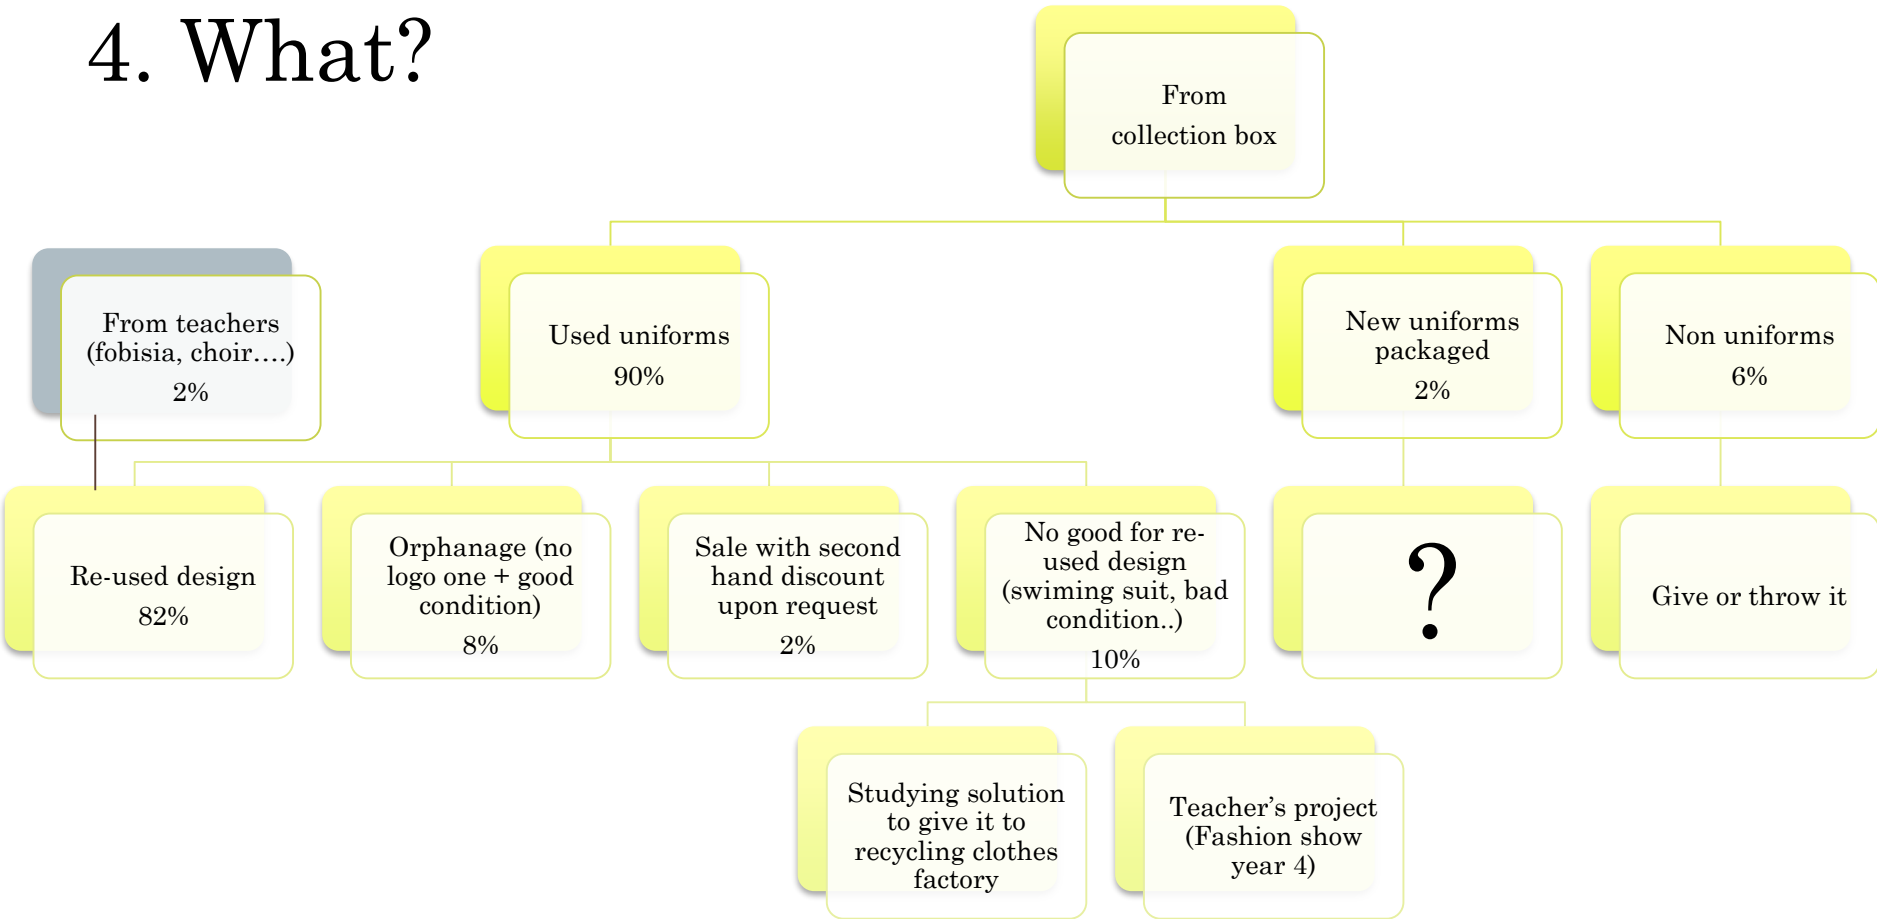 4. What?
From
collection box
From teachers
(fobisia, choir....)
2%
Used uniforms
90%
New uniforms
packaged
2%
Non uniforms
6%
Re-used design
82%
Orphanage (no
logo one + good
condition)
8%
Sale with second
hand discount
upon request
2%
No good for re-
used design
(swiming suit, bad
condition..)
10%
?
Give or throw it
Studying solution
to give it to
recycling clothes
factory
Teacher’s project
(Fashion show
year 4)